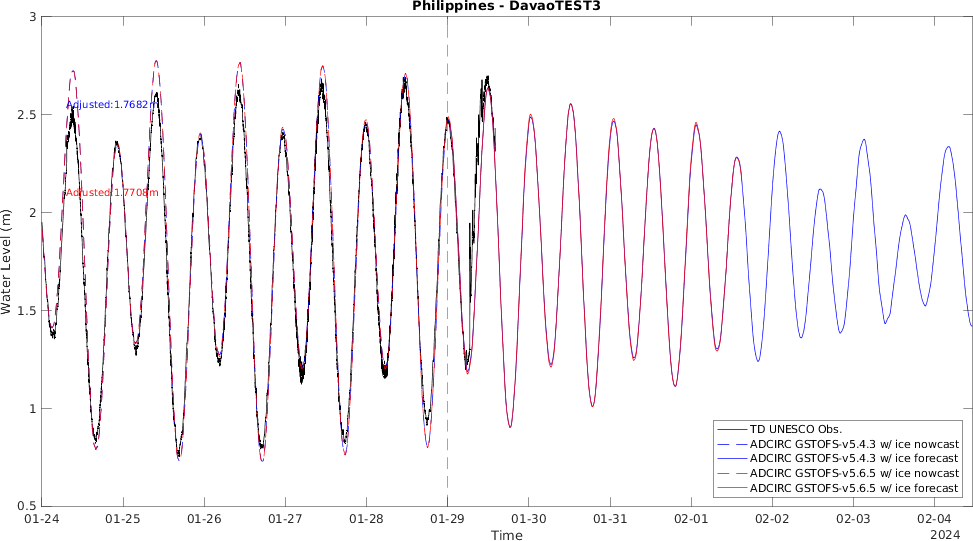 Philippines - DavaoTEST3
3
2.5
2
1.5
1
0.5
Water Level (m)
Adjusted:1.7682m
Adjusted:1.7708m
TD UNESCO Obs.
ADCIRC GSTOFS-v5.4.3 w/ ice nowcast
ADCIRC GSTOFS-v5.4.3 w/ ice forecast
ADCIRC GSTOFS-v5.6.5 w/ ice nowcast
ADCIRC GSTOFS-v5.6.5 w/ ice forecast
01-24 01-25 01-26 01-27 01-28 01-29 01-30 01-31 02-01 02-02 02-03 02-04
Time
2024